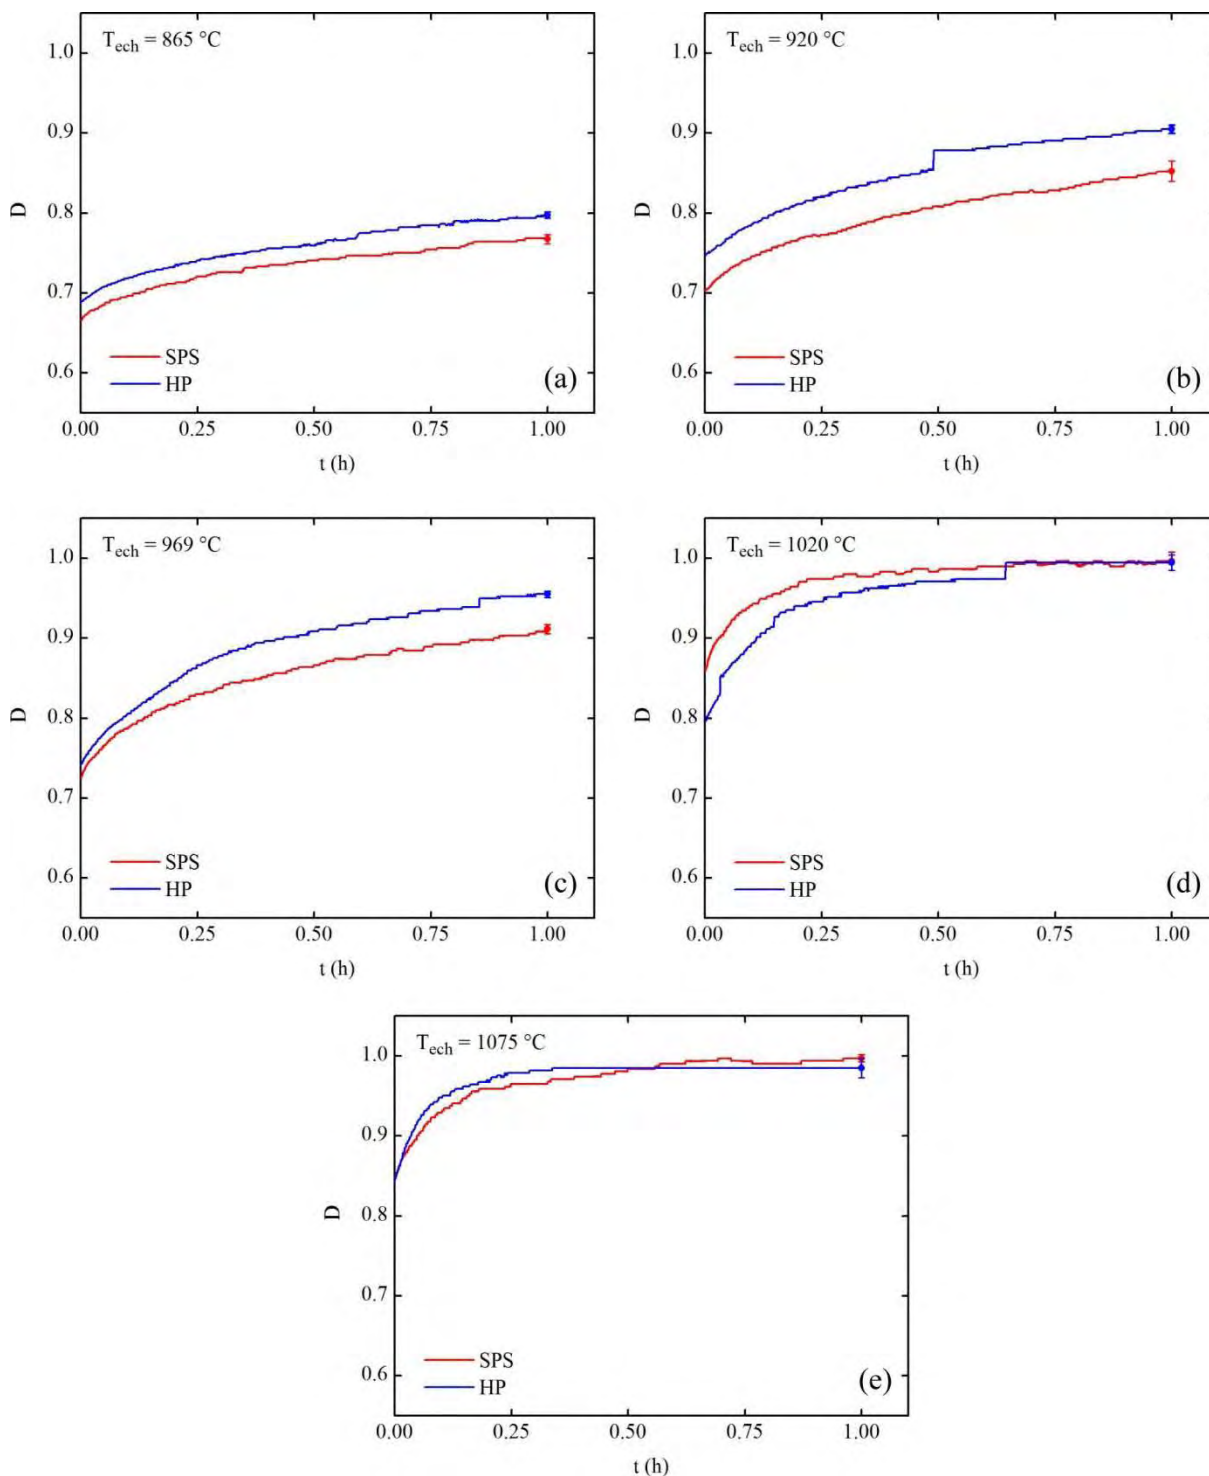 T_ech = 865 °C
1.0
0.9
0.8
0.7
0.6
D
SPS
HP
(a)
0.00 0.25 0.50 0.75 1.00
t (h)
T_ech = 920 °C
1.0
0.9
0.8
0.7
0.6
D
SPS
HP
(b)
0.00 0.25 0.50 0.75 1.00
t (h)
T_ech = 969 °C
1.0
0.9
0.8
0.7
0.6
D
SPS
HP
(c)
0.00 0.25 0.50 0.75 1.00
t (h)
T_ech = 1020 °C
1.0
0.9
0.8
0.7
0.6
D
SPS
HP
(d)
0.00 0.25 0.50 0.75 1.00
t (h)
T_ech = 1075 °C
1.0
0.9
0.8
0.7
0.6
D
SPS
HP
(e)
0.00 0.25 0.50 0.75 1.00
t (h)